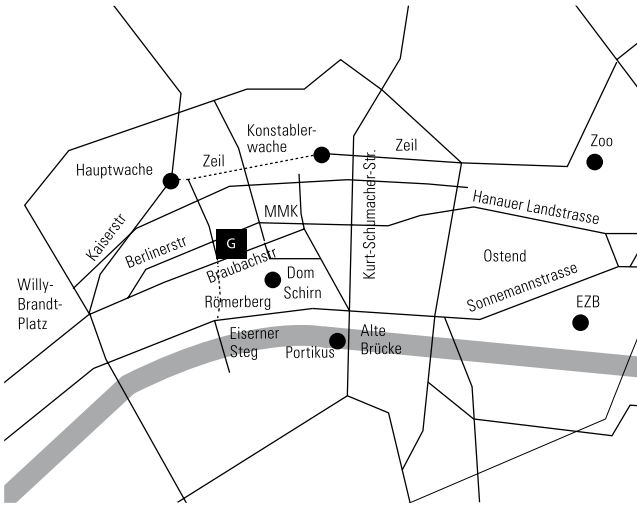 Konstabler-
wache
Zeil
Zoo
Hauptwache
Zeil
Kurt-Schumacher-Str.
Hanauer Landstrasse
MMK
Kaiserstr
Berlinerstr
G
Braubachstr
Ostend
Dom
Schirn
Sonnemannstrasse
Willy-
Brandt-
Platz
Römerberg
EZB
Eiserner
Steg
Portikus
Alte
Brücke